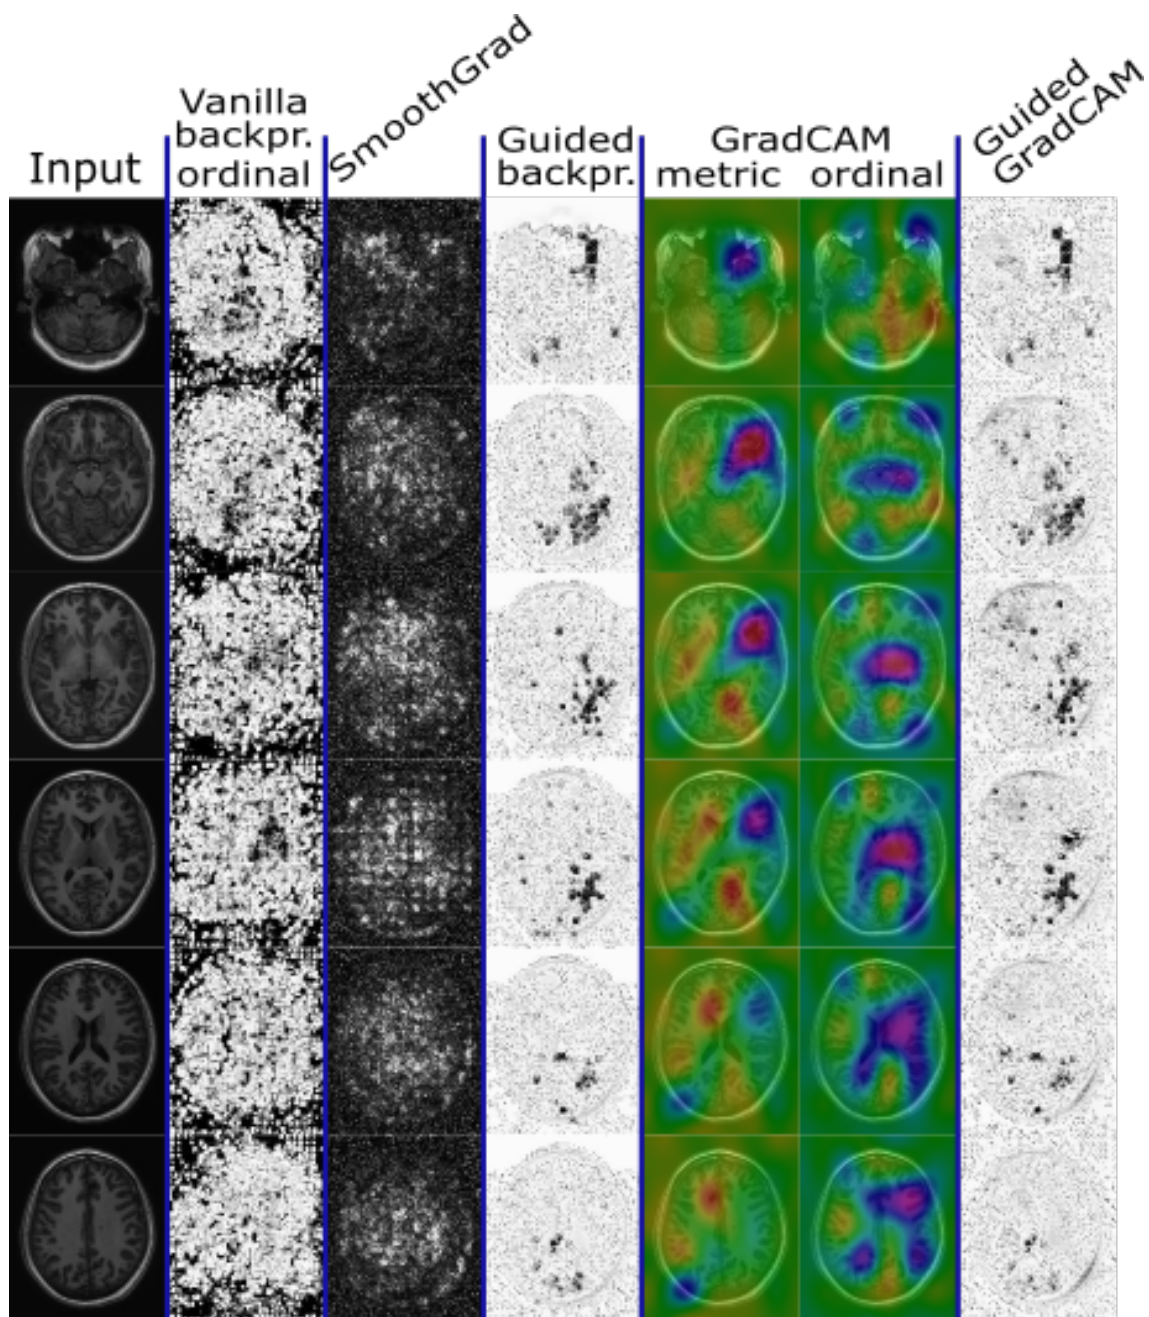 Input
Vanilla
backpr.
ordinal
SmoothGrad
Guided
backpr.
GradCAM
metric ordinal
Guided
GradCAM